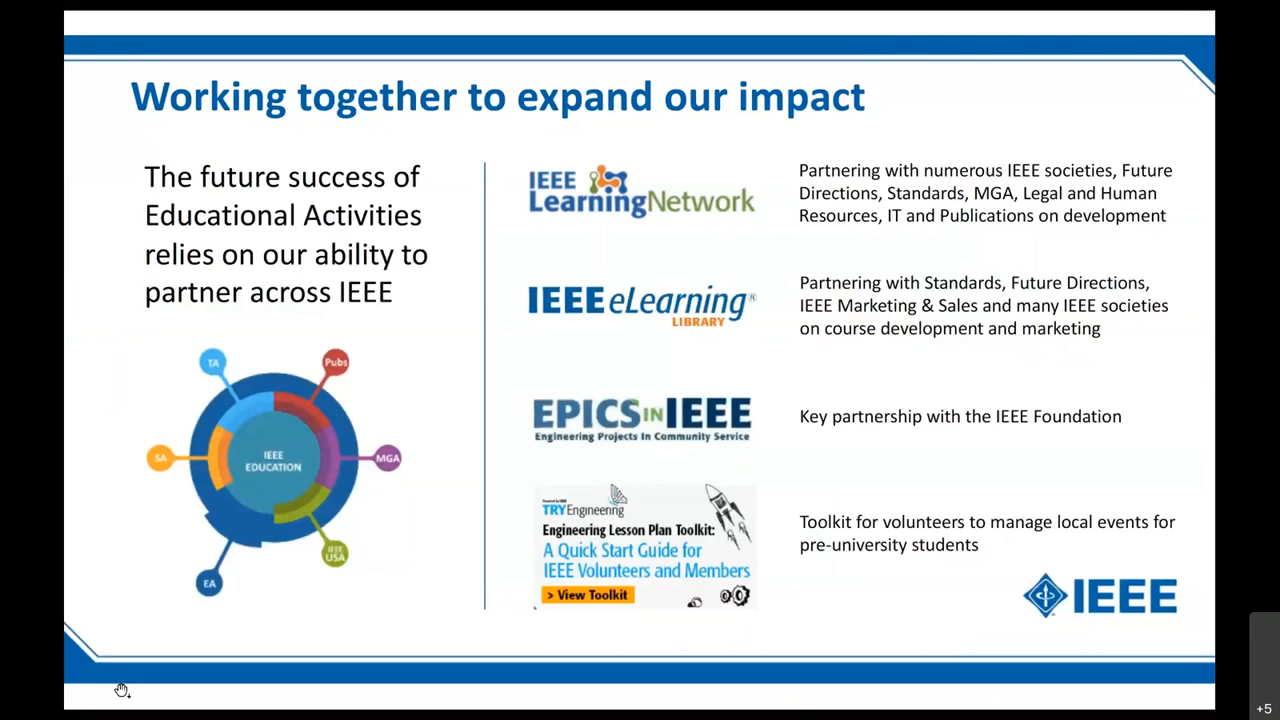 Working together to expand our impact
The future success of
Educational Activities
relies on our ability to
partner across IEEE
TA
Pubs
SA
IEEE
EDUCATION
MGA
IEEE
USA
EA
IEEE
LearningNetwork
Partnering with numerous IEEE societies, Future
Directions, Standards, MGA, Legal and Human
Resources, IT and Publications on development
IEEE eLearning®
LIBRARY
Partnering with Standards, Future Directions,
IEEE Marketing & Sales and many IEEE societies
on course development and marketing
EPICS IN IEEE
Engineering Projects In Community Service
Key partnership with the IEEE Foundation
Powered by IEEE
TRYEngineering
Engineering Lesson Plan Toolkit:
A Quick Start Guide for
IEEE Volunteers and Members
> View Toolkit
Toolkit for volunteers to manage local events for
pre-university students
IEEE
+5